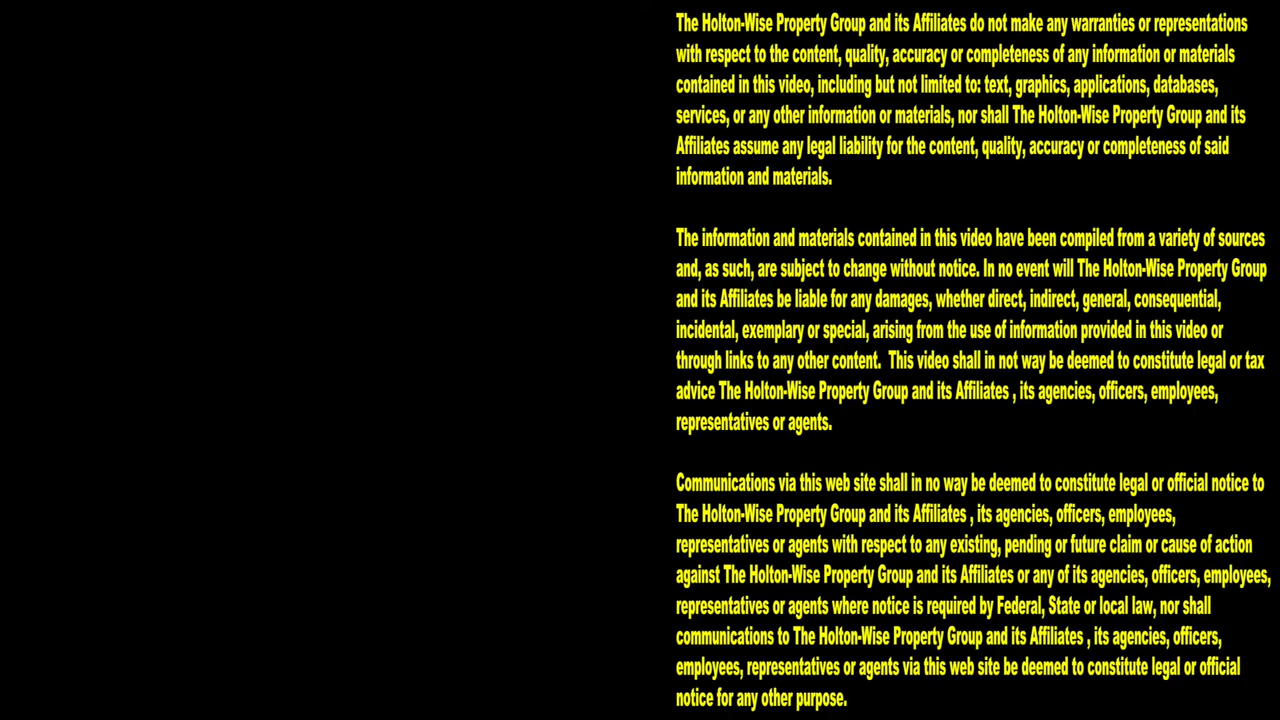 The Holton-Wise Property Group and its Affiliates do not make any warranties or representations
with respect to the content, quality, accuracy or completeness of any information or materials
contained in this video, including but not limited to: text, graphics, applications, databases,
services, or any other information or materials, nor shall The Holton-Wise Property Group and its
Affiliates assume any legal liability for the content, quality, accuracy or completeness of said
information and materials.
The information and materials contained in this video have been compiled from a variety of sources
and, as such, are subject to change without notice. In no event will The Holton-Wise Property Group
and its Affiliates be liable for any damages, whether direct, indirect, general, consequential,
incidental, exemplary or special, arising from the use of information provided in this video or
through links to any other content.  This video shall in not way be deemed to constitute legal or tax
advice The Holton-Wise Property Group and its Affiliates , its agencies, officers, employees,
representatives or agents.
Communications via this web site shall in no way be deemed to constitute legal or official notice to
The Holton-Wise Property Group and its Affiliates , its agencies, officers, employees,
representatives or agents with respect to any existing, pending or future claim or cause of action
against The Holton-Wise Property Group and its Affiliates or any of its agencies, officers, employees,
representatives or agents where notice is required by Federal, State or local law, nor shall
communications to The Holton-Wise Property Group and its Affiliates , its agencies, officers,
employees, representatives or agents via this web site be deemed to constitute legal or official
notice for any other purpose.